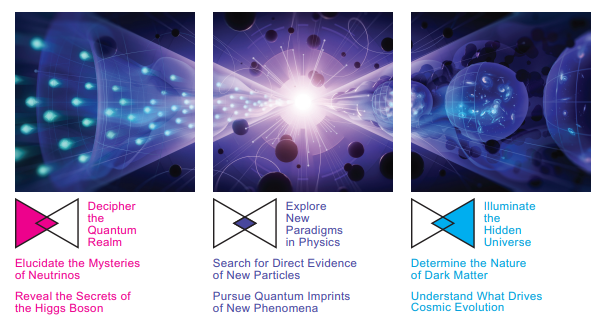 Decipher
the
Quantum
Realm
Elucidate the Mysteries
of Neutrinos
Reveal the Secrets of
the Higgs Boson
Explore
New
Paradigms
in Physics
Search for Direct Evidence
of New Particles
Pursue Quantum Imprints
of New Phenomena
Illuminate
the
Hidden
Universe
Determine the Nature
of Dark Matter
Understand What Drives
Cosmic Evolution